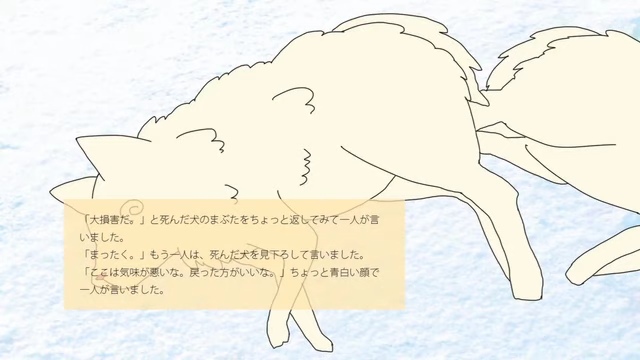 「大損害だ。」と死んだ犬のまぶたをちょっと返してみて一人が言
いました。
「まったく。」もう一人は、死んだ犬を見下ろして言いました。
「ここは気味が悪いな。戻った方がいいな。」ちょっと青白い顔で
一人が言いました。